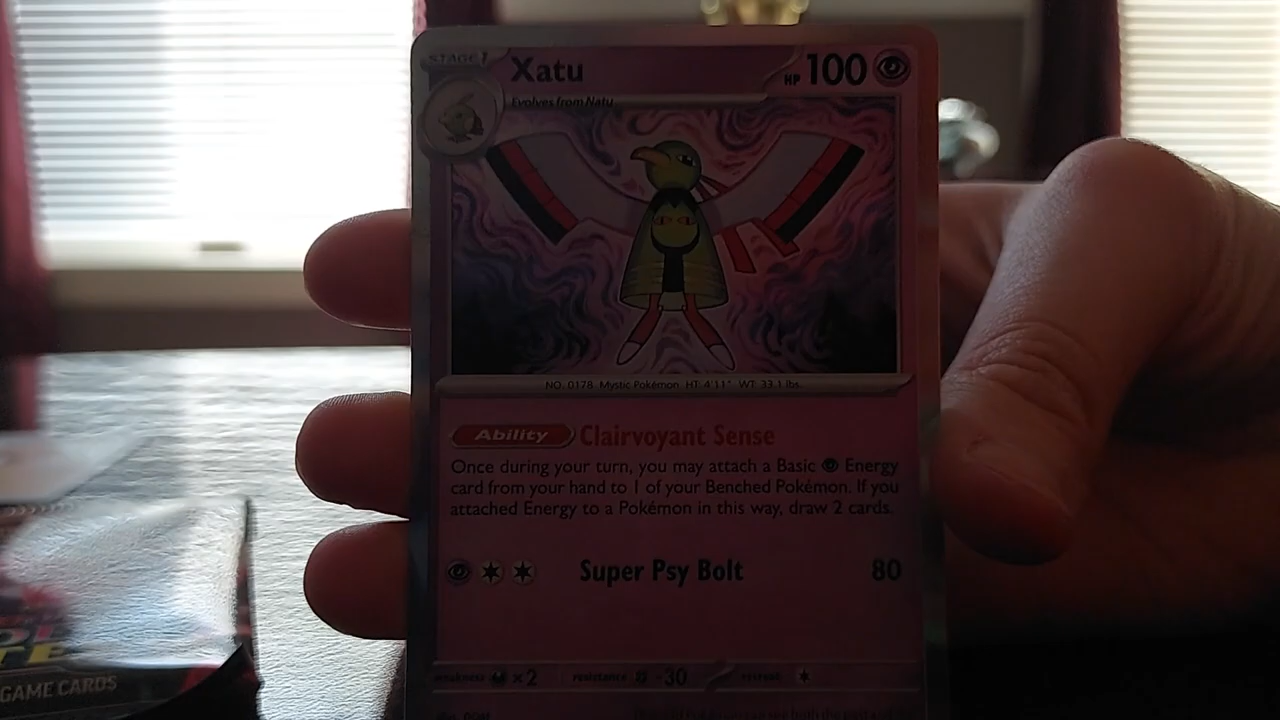 STAGE 1
Xatu
HP 100
Evolves from Natu
NO. 0178 Mystic Pokémon HT: 4'11" WT: 33.1 lbs.
Ability Clairvoyant Sense
Once during your turn, you may attach a Basic Energy
card from your hand to 1 of your Benched Pokémon. If you
attached Energy to a Pokémon in this way, draw 2 cards.
Super Psy Bolt 80
weakness ×2 resistance -30 retreat
GAME CARDS